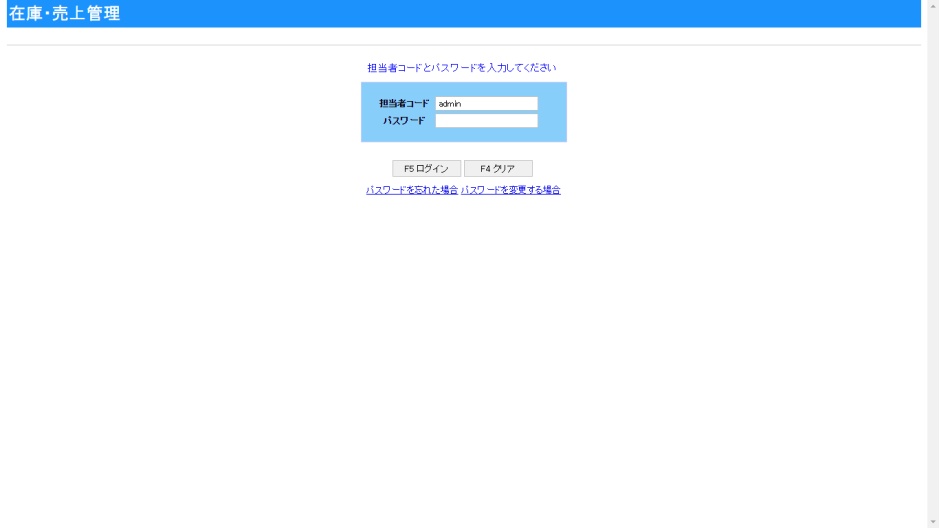 在庫・売上管理
担当者コードとパスワードを入力してください
担当者コード admin
パスワード
F5 ログイン F4 クリア
パスワードを忘れた場合 パスワードを変更する場合